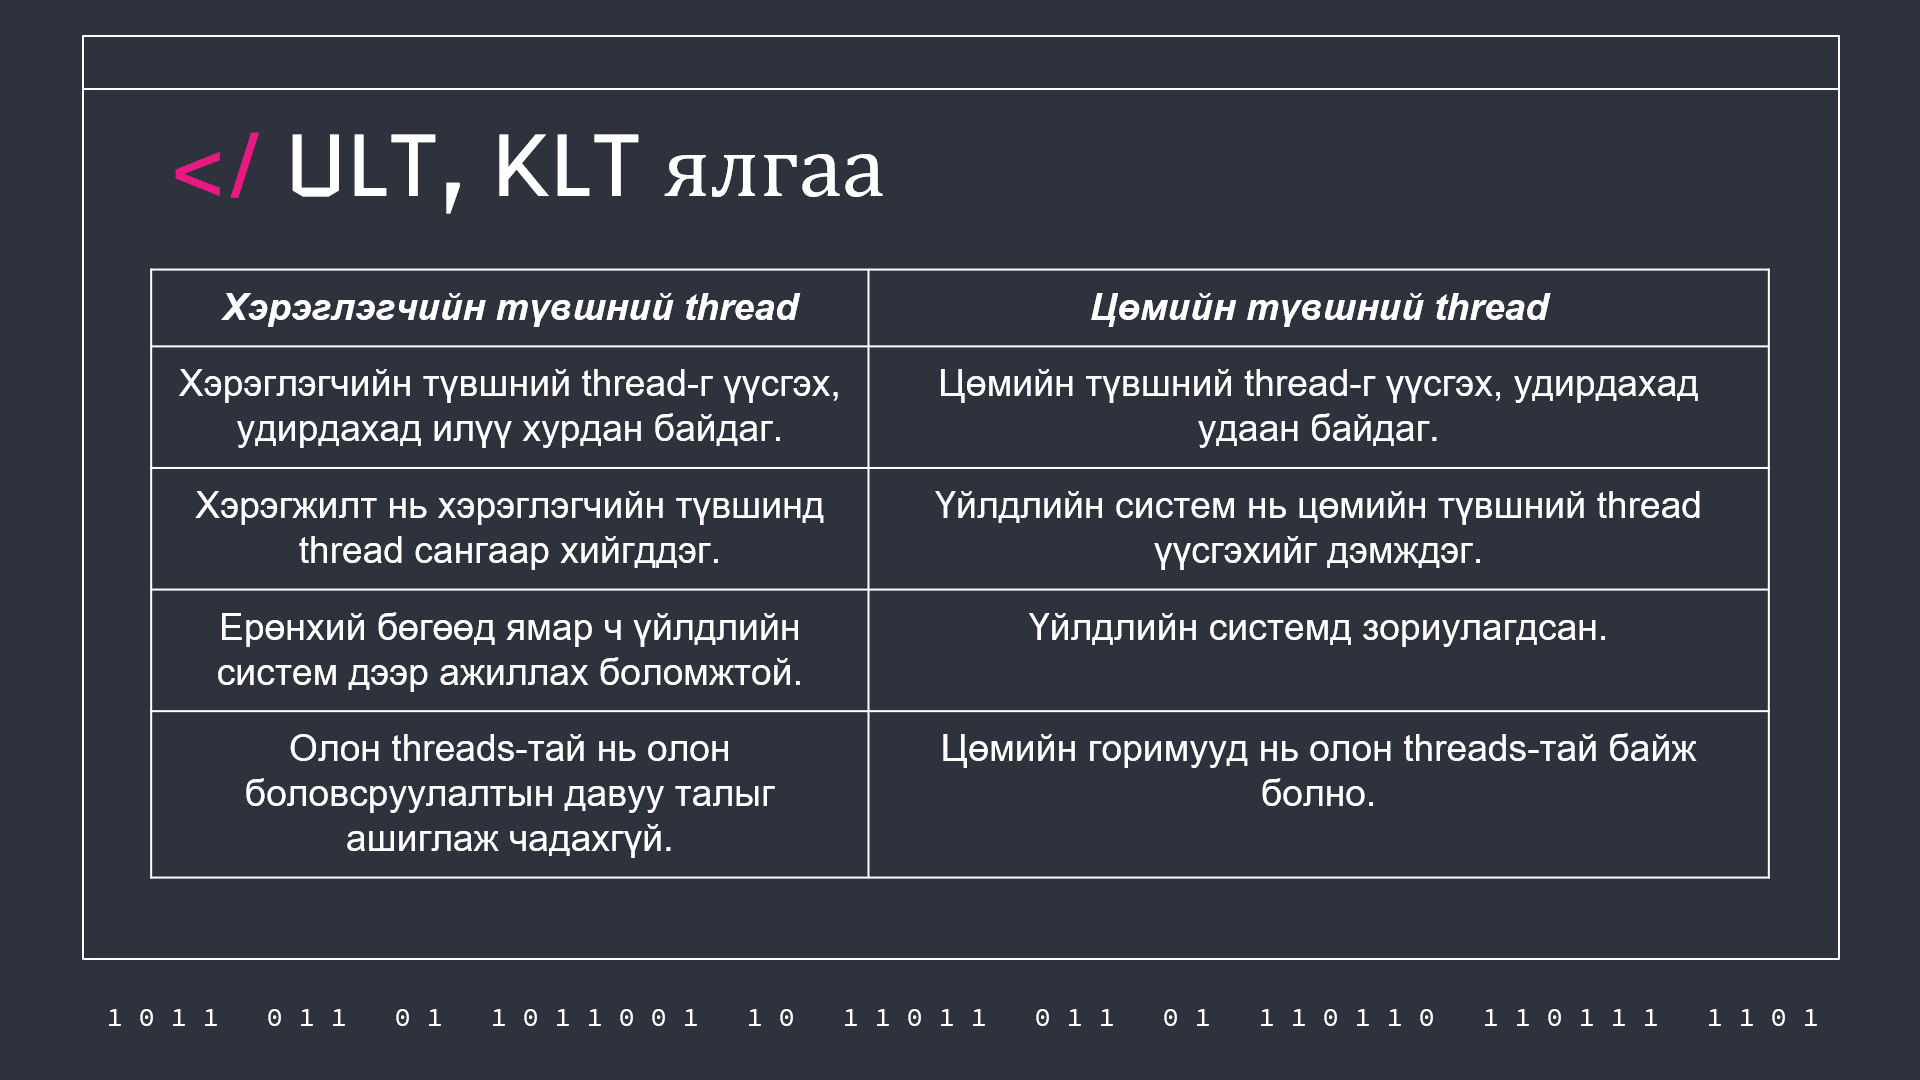 </ ULT, KLT ялгаа
Хэрэглэгчийн түвшний thread
Цөмийн түвшний thread
Хэрэглэгчийн түвшний thread-г үүсгэх,
удирдахад илүү хурдан байдаг.
Цөмийн түвшний thread-г үүсгэх, удирдахад
удаан байдаг.
Хэрэгжилт нь хэрэглэгчийн түвшинд
thread сангаар хийгддэг.
Үйлдлийн систем нь цөмийн түвшний thread
үүсгэхийг дэмждэг.
Ерөнхий бөгөөд ямар ч үйлдлийн
систем дээр ажиллах боломжтой.
Үйлдлийн системд зориулагдсан.
Олон threads-тай нь олон
боловсруулалтын давуу талыг
ашиглаж чадахгүй.
Цөмийн горимууд нь олон threads-тай байж
болно.
1011 011 01 1011001 10 11011 011 01 110110 110111 1101